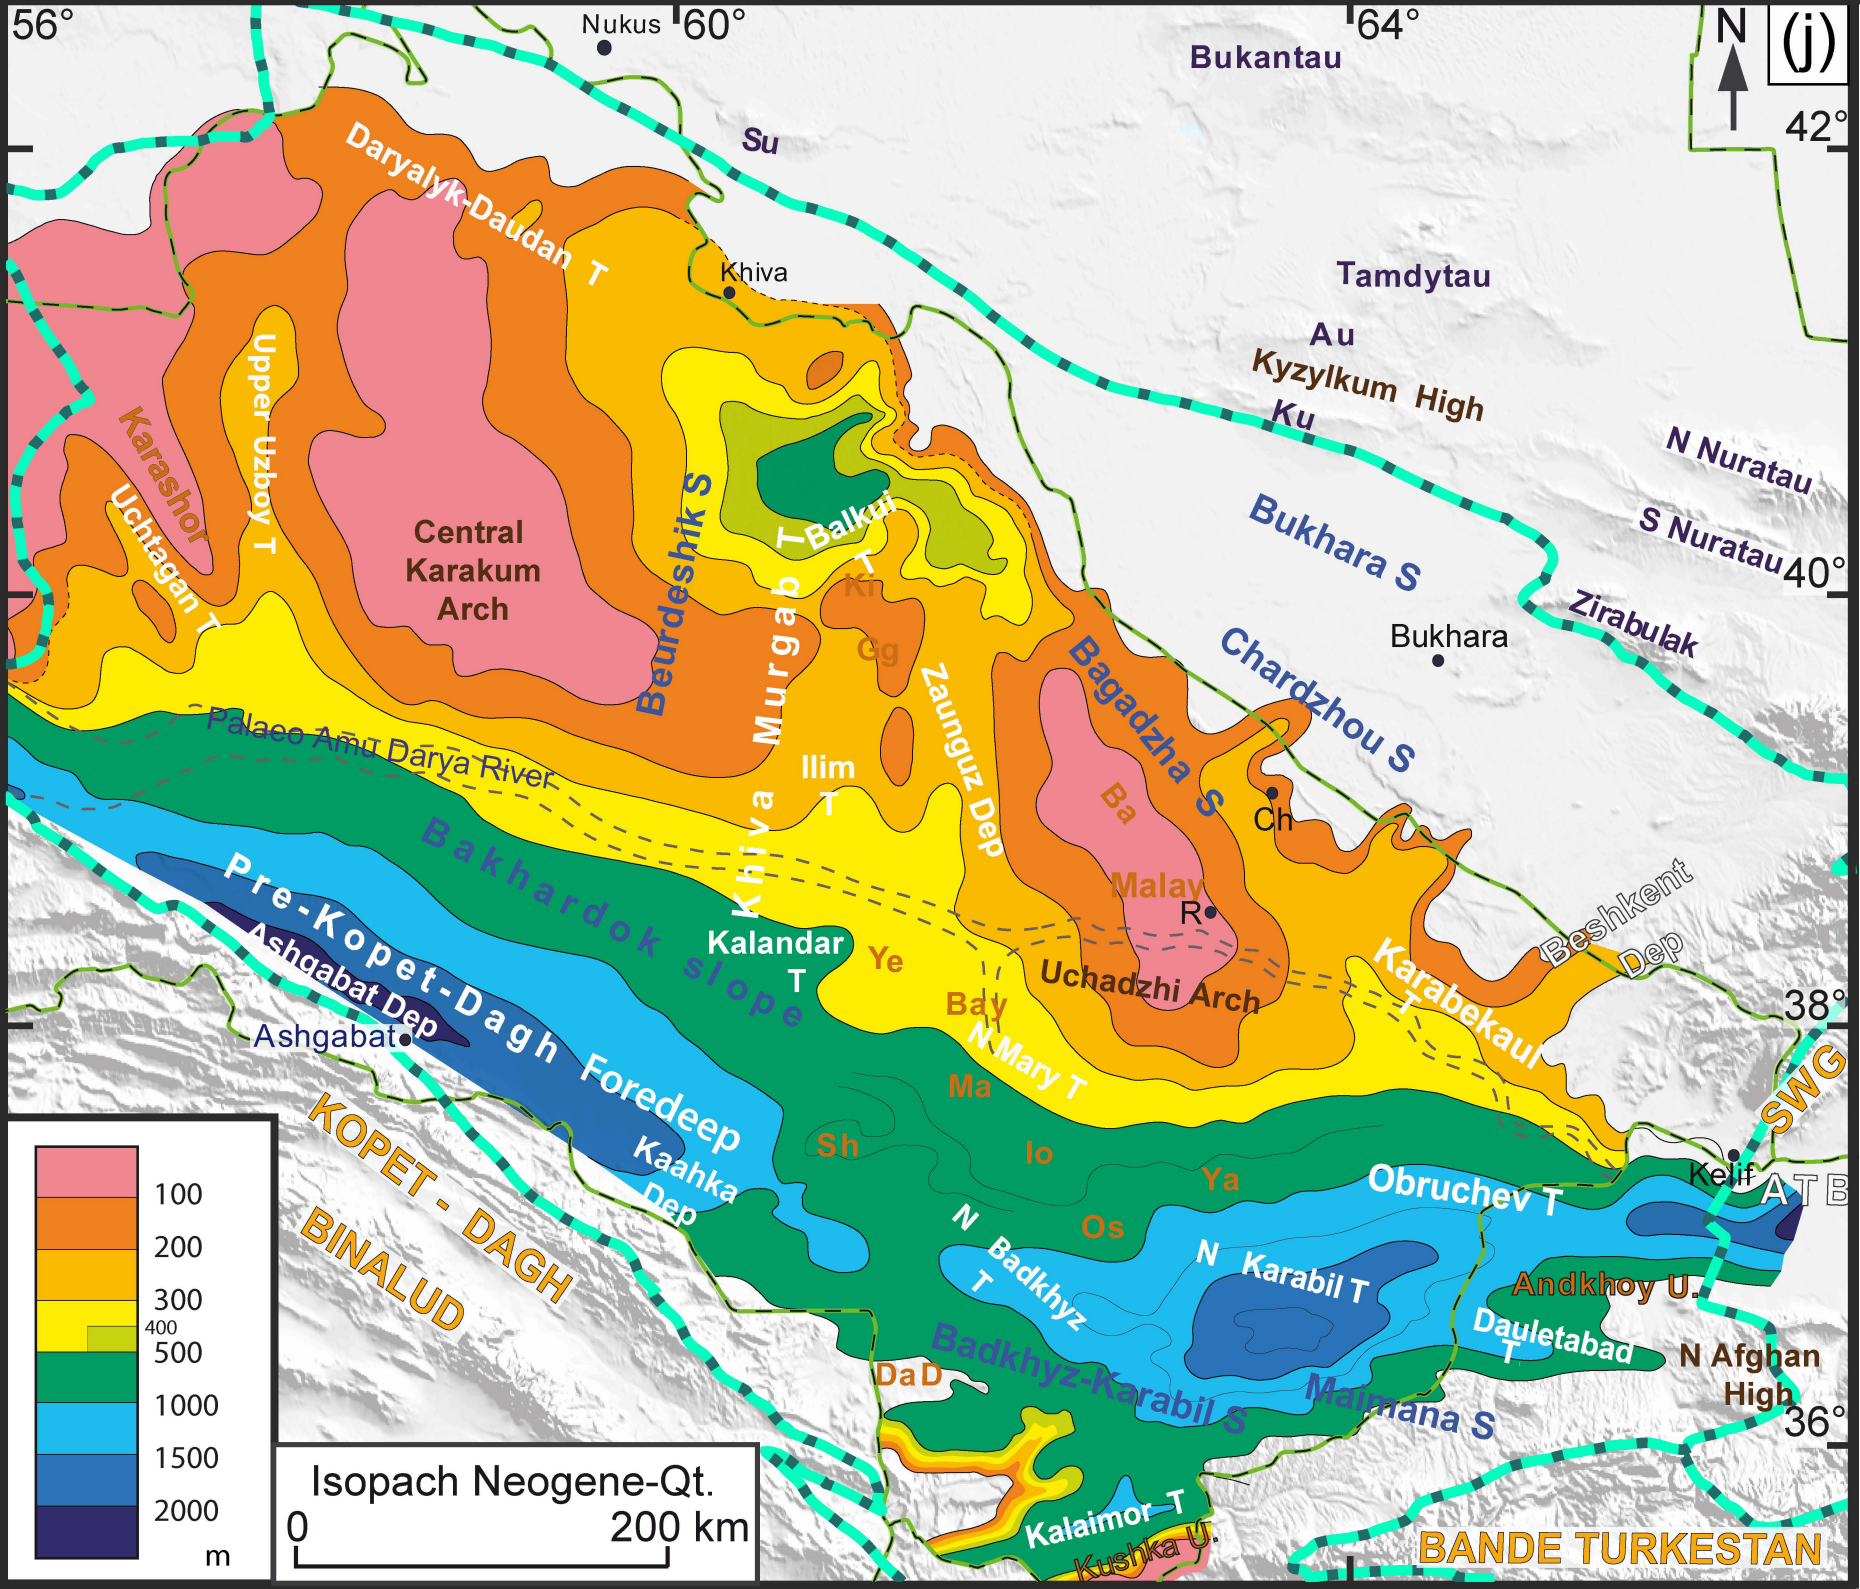 56°
Nukus
60°
64°
N
(j)
Bukantau
42°
Su
Daryalyk-Daudan T
Khiva
Tamdytau
Au
Kyzylkum High
Ku
N Nuratau
Upper Uzboy T
Karashor
Uchtagan T
Central
Karakum
Arch
Beurdeshik S
Balkui
T
Bukhara S
S Nuratau
40°
Ki
Zirabulak
Bukhara
Gg
Khiva Murgab T
Chardzhou S
Bagadzha S
Zaunguz Dep
Palaeo Amu Darya River
Ilim
T
Ba
Ch
Bakhardok slope
Malay
R
Pre-Kopet-Dagh Foredeep
Beshkent
Dep
Ashgabat Dep
Kalandar
T
Ye
Uchadzhi Arch
Karabekaul
T
Bay
38°
Ashgabat
N Mary T
Ma
SWG
KOPET - DAGH
Sh
Io
Kaahka
Dep
Ya
Obruchev T
Kelif
ATB
BINALUD
Os
N Badkhyz
T
N Karabil T
Andkhoy U.
Dauletabad
T
N Afghan
High
DaD
Badkhyz-Karabil S
Maimana S
36°
Kalaimor T
Kushka U.
BANDE TURKESTAN
100
200
300
400
500
1000
1500
2000
m
Isopach Neogene-Qt.
0
200 km